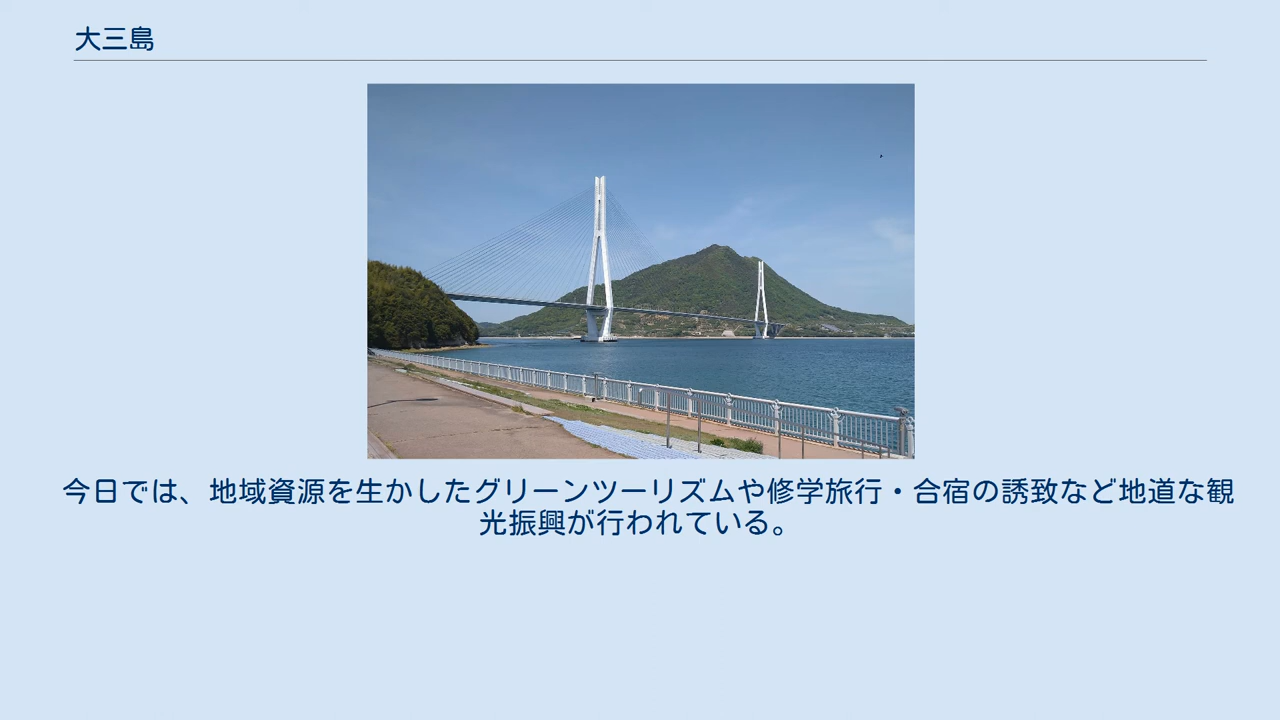 大三島
今日では、地域資源を生かしたグリーンツーリズムや修学旅行・合宿の誘致など地道な観
光振興が行われている。